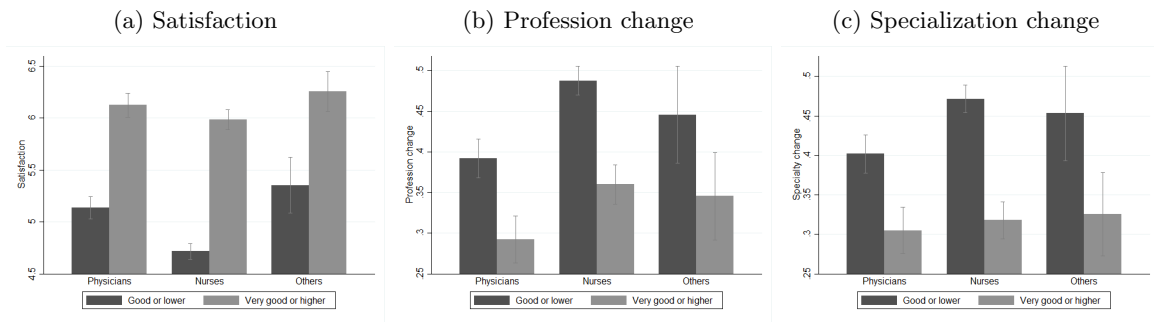 (a) Satisfaction
Satisfaction
6.5
6
5.5
5
4.5
Physicians Nurses Others
Good or lower Very good or higher
(b) Profession change
Profession change
.5
.45
.4
.35
.3
.25
Physicians Nurses Others
Good or lower Very good or higher
(c) Specialization change
Specialty change
.5
.45
.4
.35
.3
.25
Physicians Nurses Others
Good or lower Very good or higher